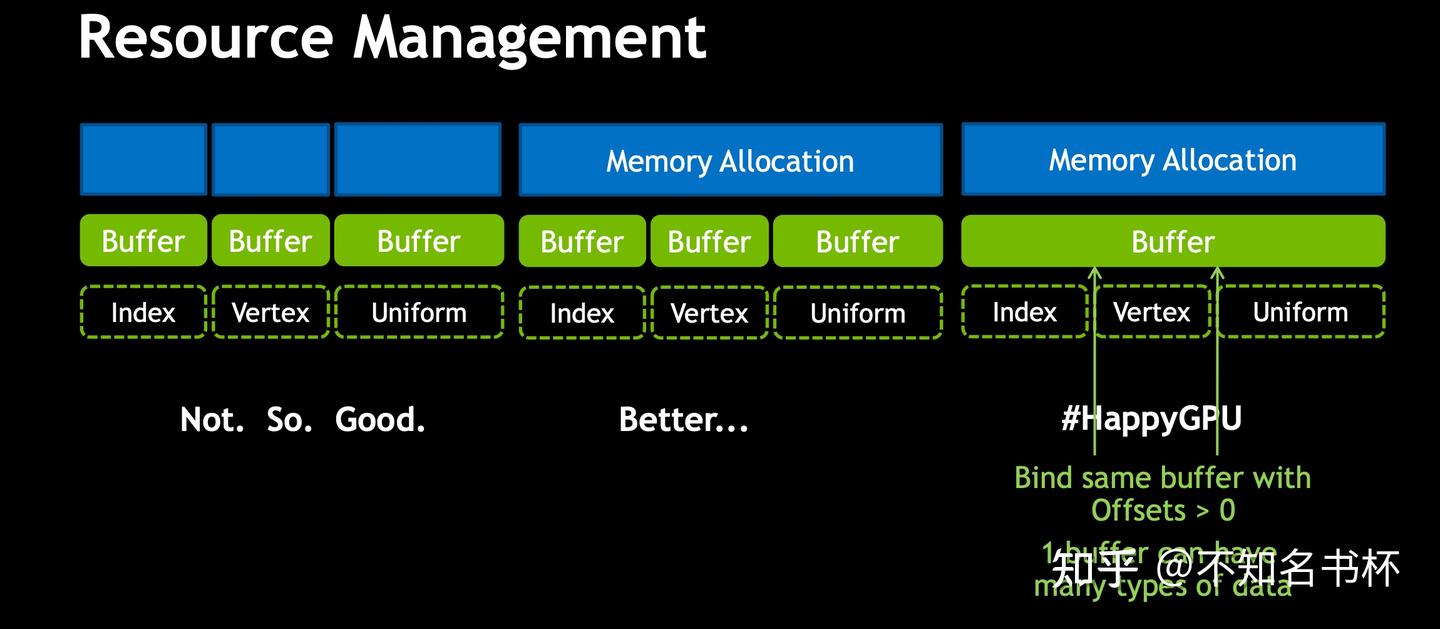 Resource Management
Memory Allocation
Memory Allocation
Buffer Buffer Buffer Buffer Buffer Buffer Buffer
Index Vertex Uniform Index Vertex Uniform Index Vertex Uniform
Not. So. Good. Better... #HappyGPU
Bind same buffer with
Offsets > 0
1 buffer can have
many types of data
知乎 @不知名书杯